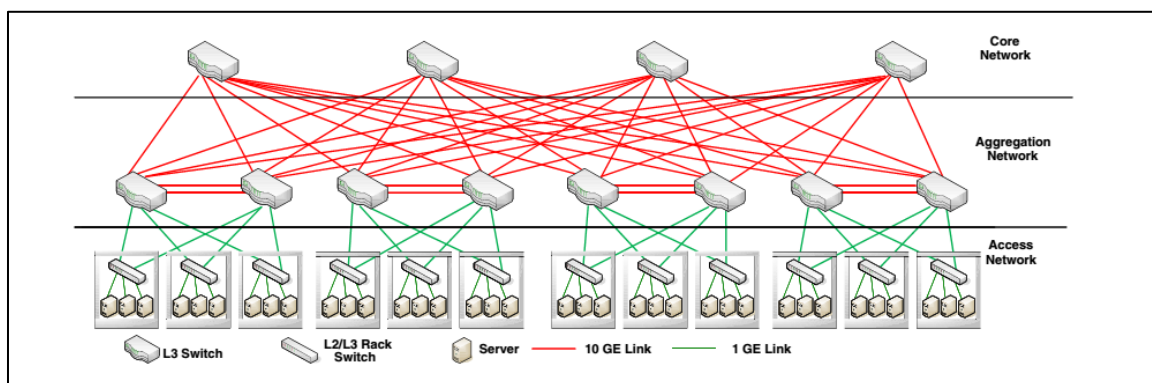 Core
Network
Aggregation
Network
Access
Network
L3 Switch
L2/L3 Rack
Switch
Server
10 GE Link
1 GE Link